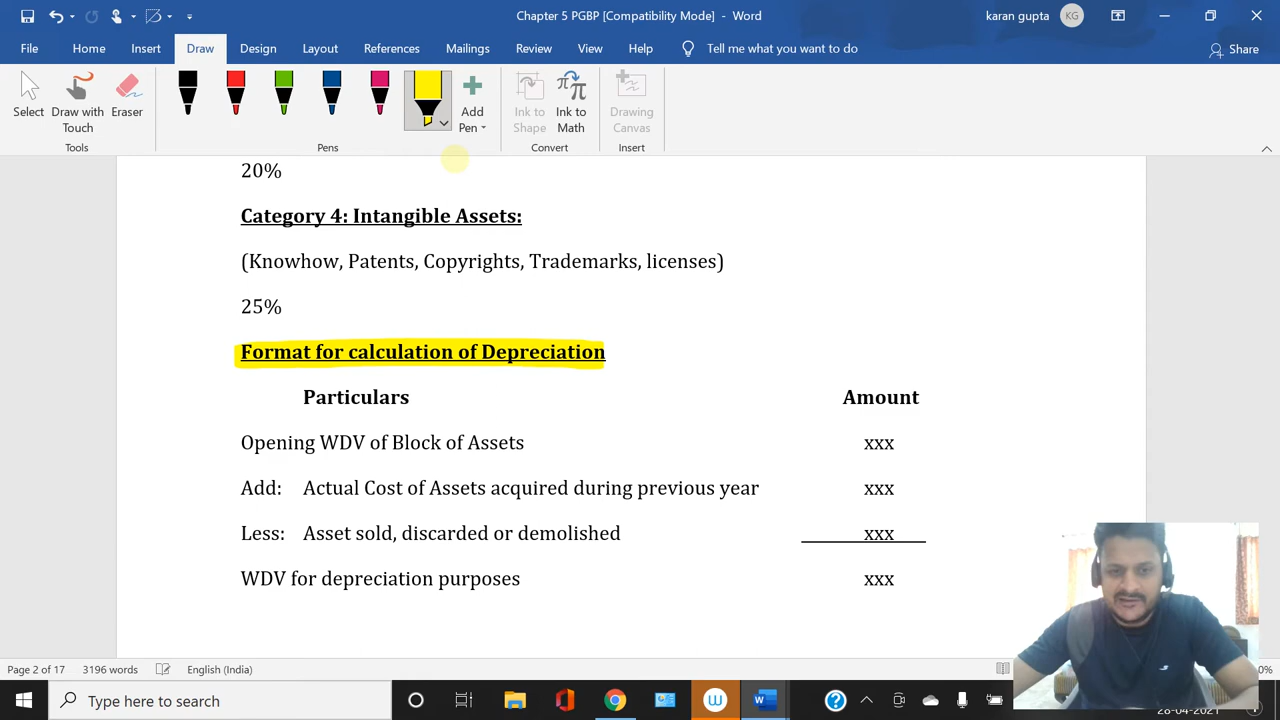 Chapter 5 PGBP [Compatibility Mode] - Word
karan gupta
KG
File Home Insert Draw Design Layout References Mailings Review View Help Tell me what you want to do
Share
Select
Draw with Touch
Eraser
Add Pen
Ink to Shape
Ink to Math
Drawing Canvas
Tools
Pens
Convert
Insert
20%
Category 4: Intangible Assets:
(Knowhow, Patents, Copyrights, Trademarks, licenses)
25%
Format for calculation of Depreciation
Particulars Amount
Opening WDV of Block of Assets xxx
Add: Actual Cost of Assets acquired during previous year xxx
Less: Asset sold, discarded or demolished xxx
WDV for depreciation purposes xxx
Page 2 of 17 3196 words English (India)
Type here to search
28-04-2021